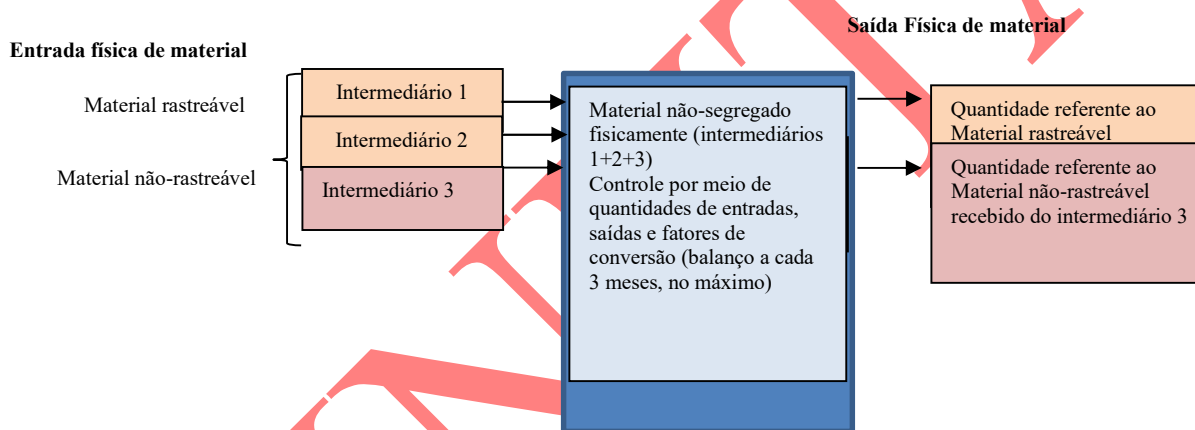 Saída Física de material
Entrada física de material
Material rastreável
Material não-rastreável
Intermediário 1
Intermediário 2
Intermediário 3
Material não-segregado
fisicamente (intermediários
1+2+3)
Controle por meio de
quantidades de entradas,
saídas e fatores de
conversão (balanço a cada
3 meses, no máximo)
Quantidade referente ao
Material rastreável
Quantidade referente ao
Material não-rastreável
recebido do intermediário 3